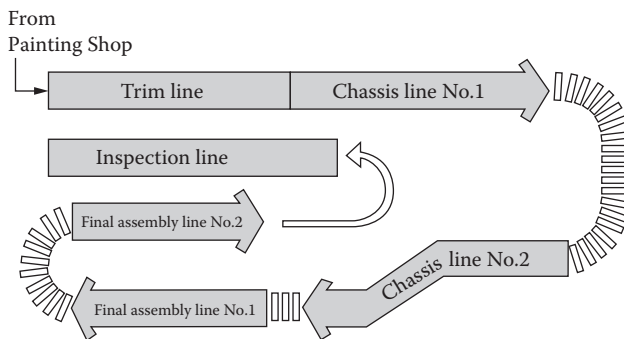 From
Painting Shop
Trim line
Chassis line No.1
Inspection line
Final assembly line No.2
Chassis line No.2
Final assembly line No.1